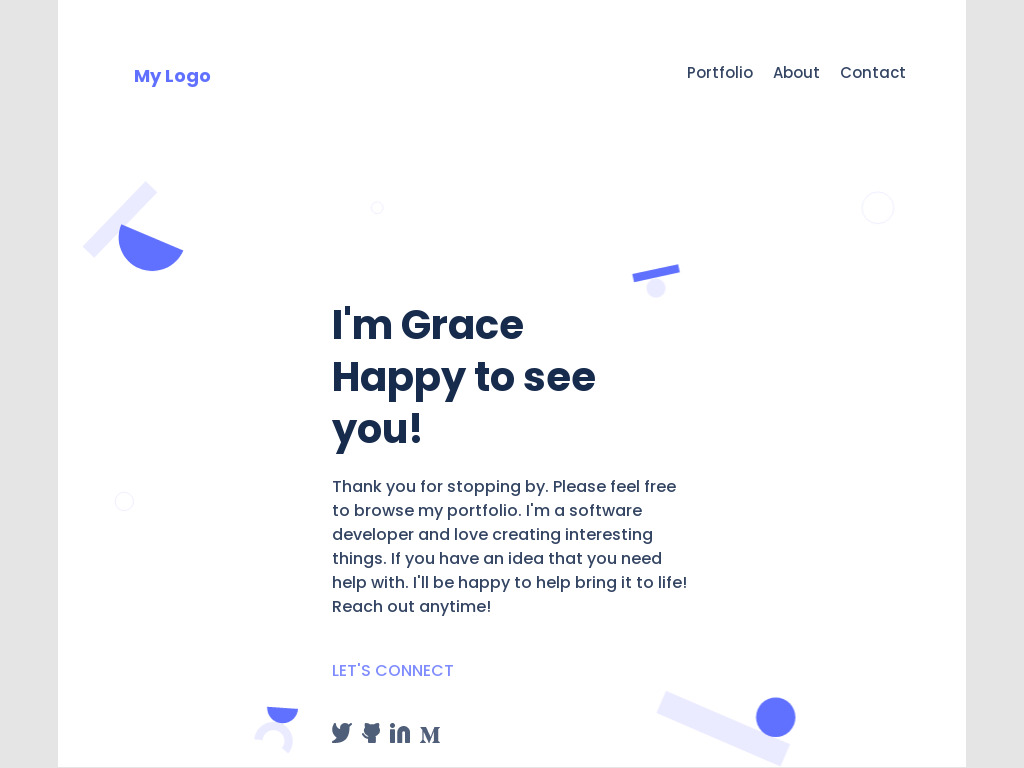 My Logo
Portfolio About Contact
I'm Grace
Happy to see
you!
Thank you for stopping by. Please feel free
to browse my portfolio. I'm a software
developer and love creating interesting
things. If you have an idea that you need
help with. I'll be happy to help bring it to life!
Reach out anytime!
LET'S CONNECT